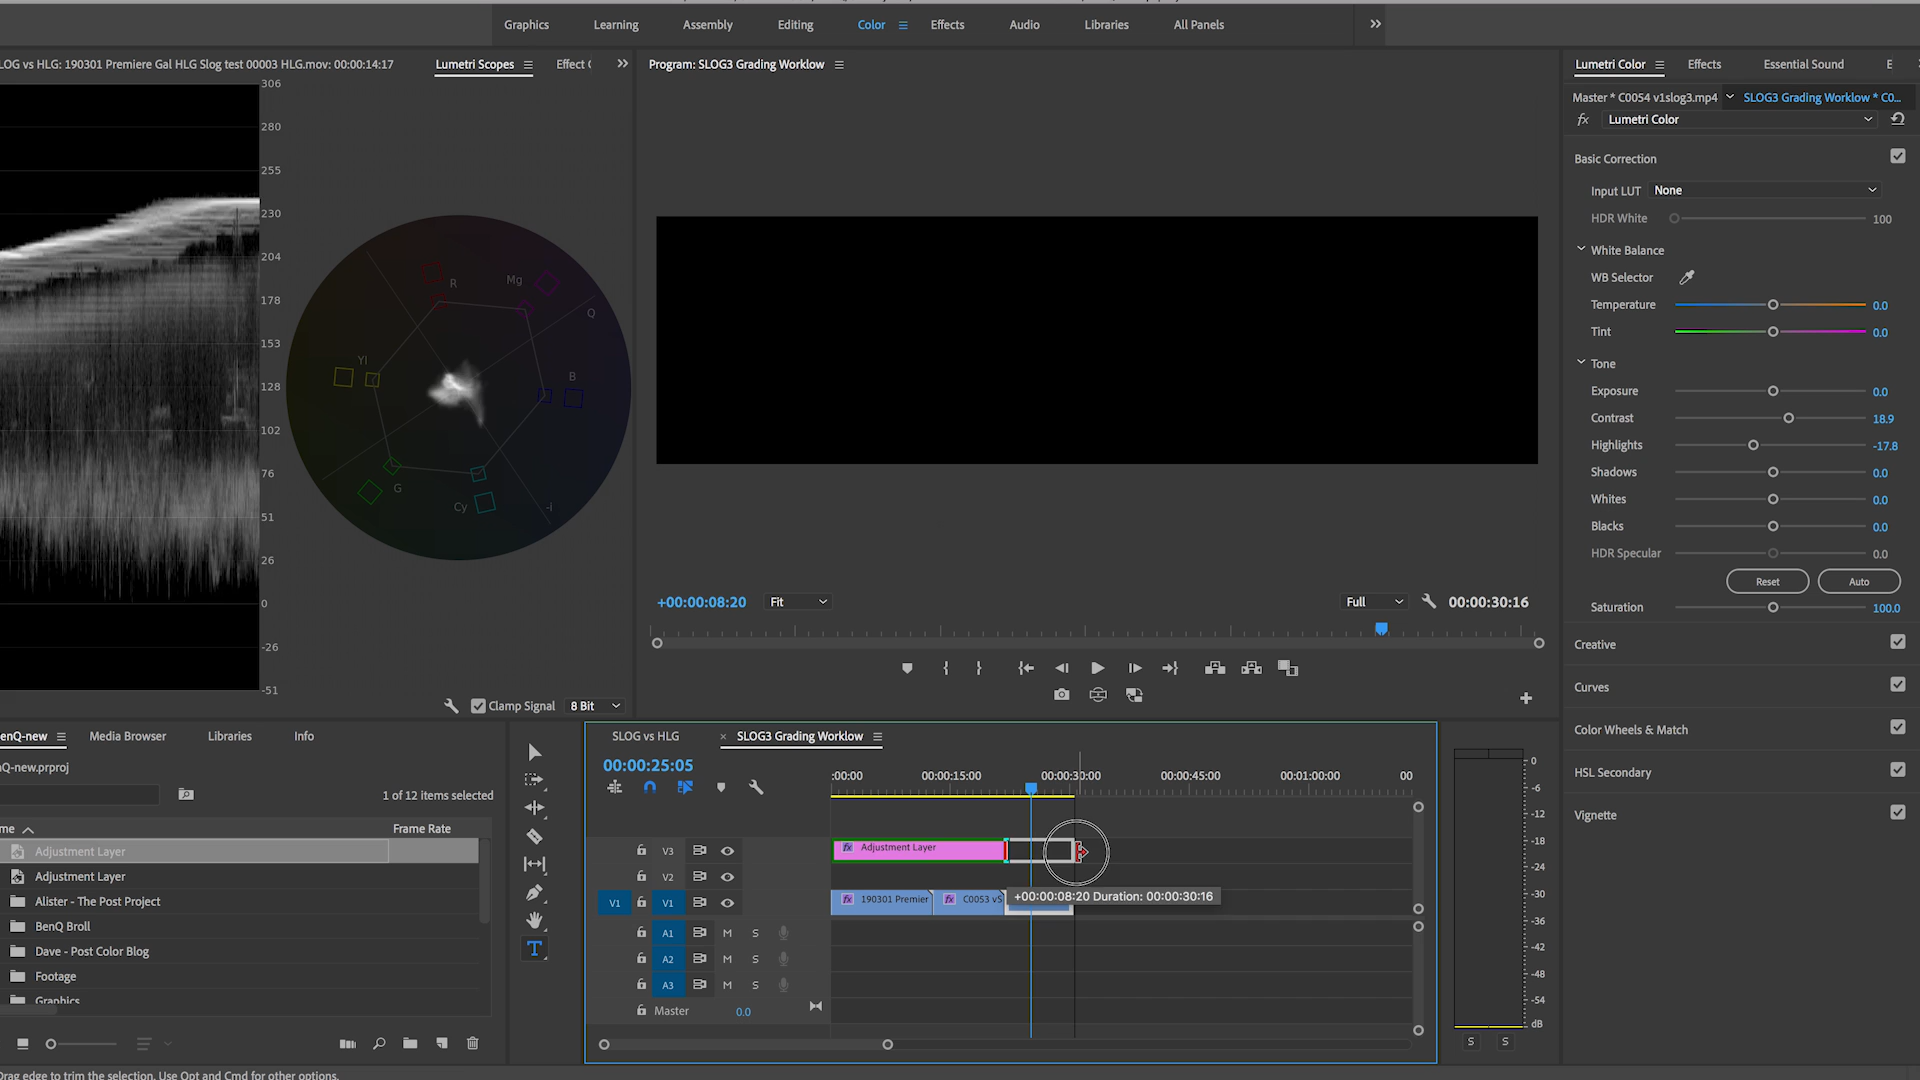 Graphics
Learning
Assembly
Editing
Color
Effects
Audio
Libraries
All Panels
LOG vs HLG: 190301 Premiere Gal HLG Slog test 00003 HLG.mov: 00:00:14:17
Lumetri Scopes
Effect C
Program: SLOG3 Grading Worklow
Lumetri Color
Effects
Essential Sound
E
Master * C0054 v1slog3.mp4
SLOG3 Grading Worklow * C0...
fx
Lumetri Color
Basic Correction
Input LUT
None
HDR White
100
White Balance
WB Selector
Temperature
0.0
Tint
0.0
Tone
Exposure
0.0
Contrast
18.9
Highlights
-17.8
Shadows
0.0
Whites
0.0
Blacks
0.0
HDR Specular
0.0
Reset
Auto
Saturation
100.0
Creative
Curves
Color Wheels & Match
HSL Secondary
Vignette
306
280
255
230
204
178
153
128
102
76
51
26
0
-26
-51
R
Mg
Q
B
Yl
G
Cy
-i
Clamp Signal
8 Bit
+00:00:08:20
Fit
Full
00:00:30:16
enQ-new
Media Browser
Libraries
Info
Q-new.prproj
1 of 12 items selected
me
Frame Rate
Adjustment Layer
Adjustment Layer
Alister - The Post Project
BenQ Broll
Dave - Post Color Blog
Footage
Graphics
SLOG vs HLG
× SLOG3 Grading Worklow
00:00:25:05
:00:00
00:00:15:00
00:00:30:00
00:00:45:00
00:01:00:00
00
V3
fx Adjustment Layer
V2
V1
V1
fx 190301 Premier
fx C0053 vS
+00:00:08:20 Duration: 00:00:30:16
A1
M
S
A2
M
S
A3
M
S
Master
0.0
0
-6
-12
-18
-24
-30
-36
-42
-48
-54
dB
S
S
Drag edge to trim the selection. Use Opt and Cmd for other options.